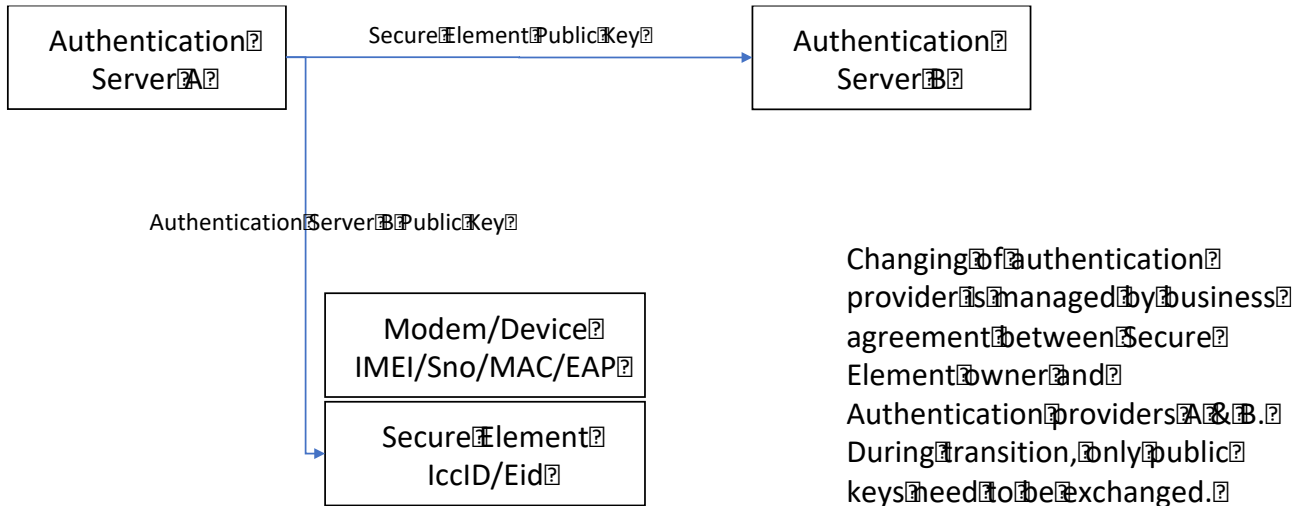 Authentication
Server A
Secure Element Public Key
Authentication
Server B
Authentication Server B Public Key
Modem/Device
IMEI/Sno/MAC/EAP
Secure Element
IccID/Eid
Changing of authentication
provider is managed by business
agreement between Secure
Element owner and
Authentication providers A & B.
During transition, only public
keys need to be exchanged.